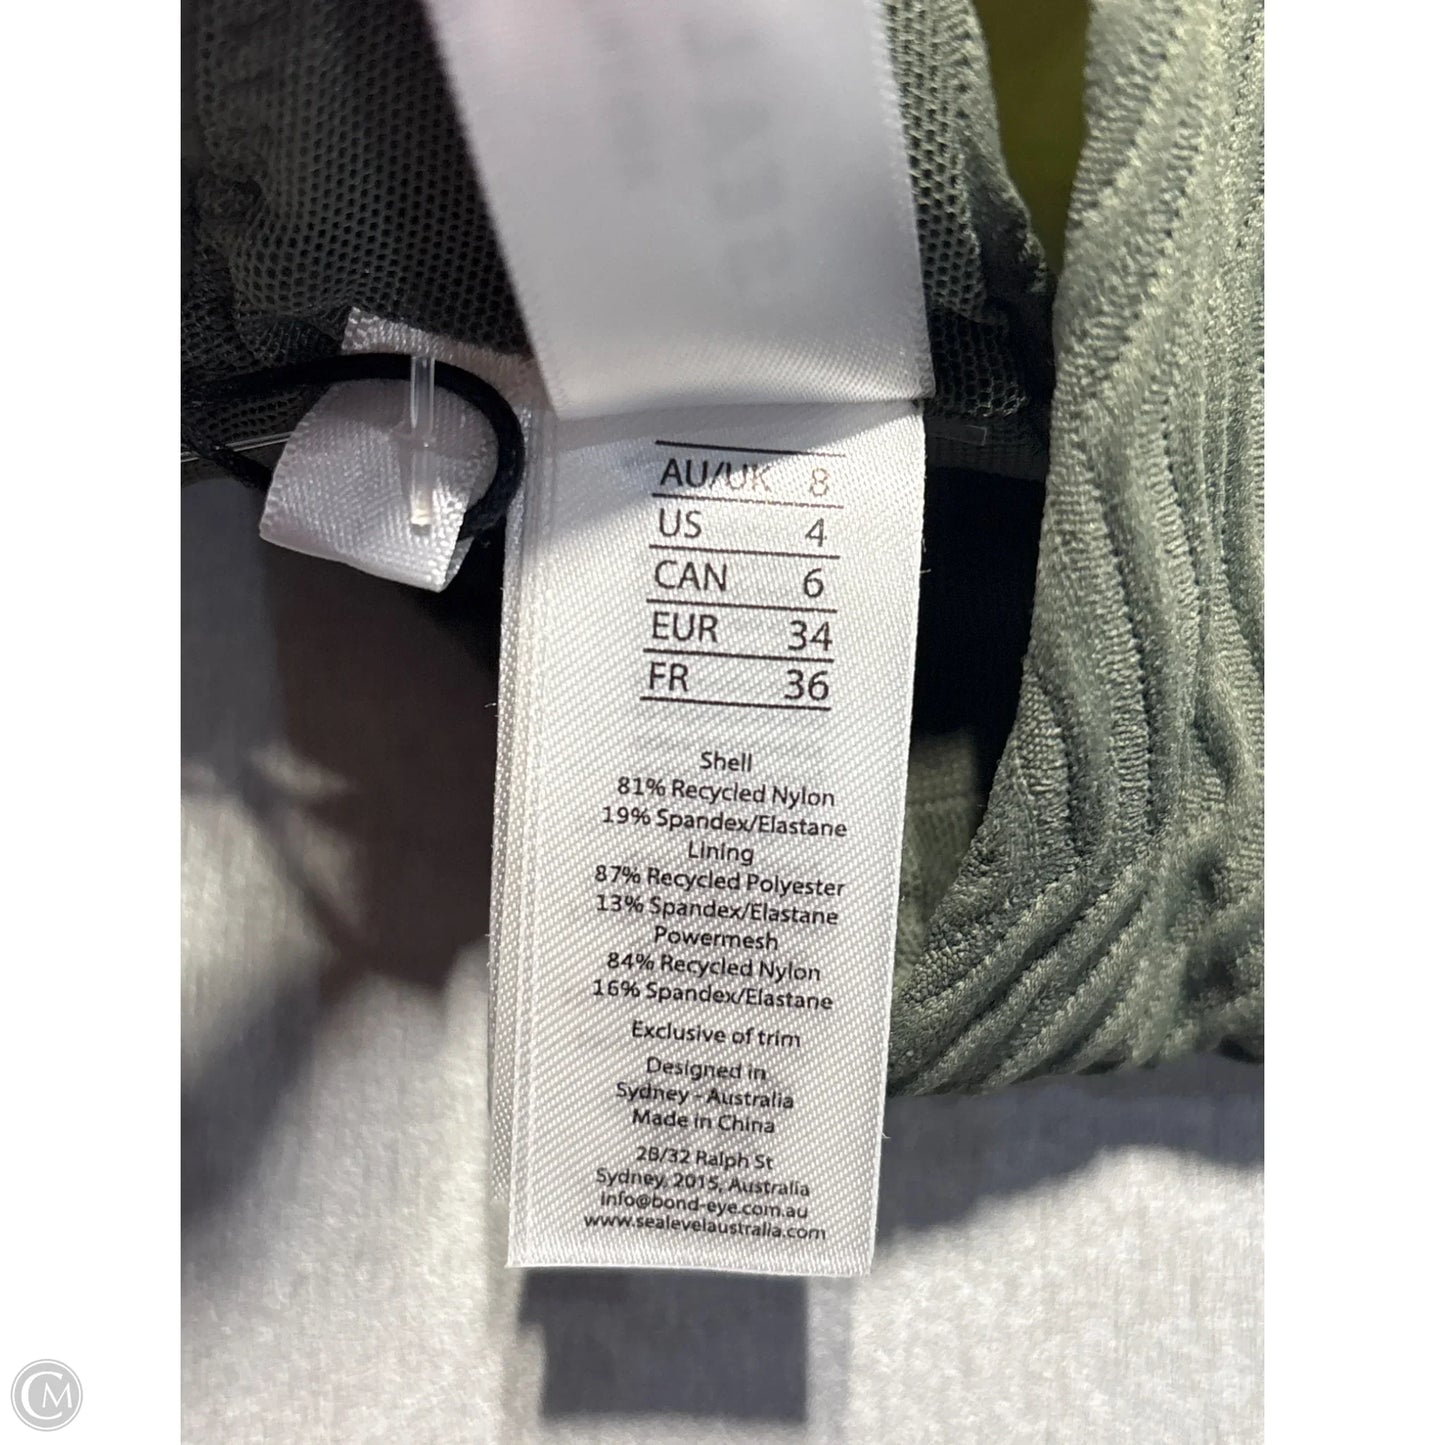 AU/UK 8
US 4
CAN 6
EUR 34
FR 36
Shell
81% Recycled Nylon
19% Spandex/Elastane
Lining
87% Recycled Polyester
13% Spandex/Elastane
Powermesh
84% Recycled Nylon
16% Spandex/Elastane
Exclusive of trim
Designed in
Sydney - Australia
Made in China
2B/32 Ralph St
Sydney, 2015, Australia
info@bond-eye.com.au
www.sealevelaustralia.com
CM